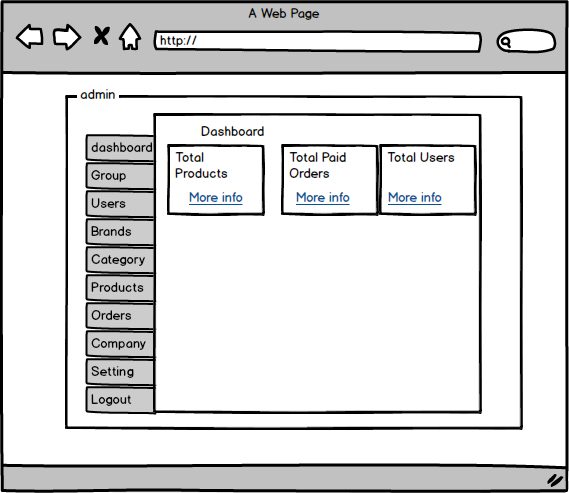 A Web Page
http://
admin
dashboard
Group
Users
Brands
Category
Products
Orders
Company
Setting
Logout
Dashboard
Total
Products
More info
Total Paid
Orders
More info
Total Users
More info